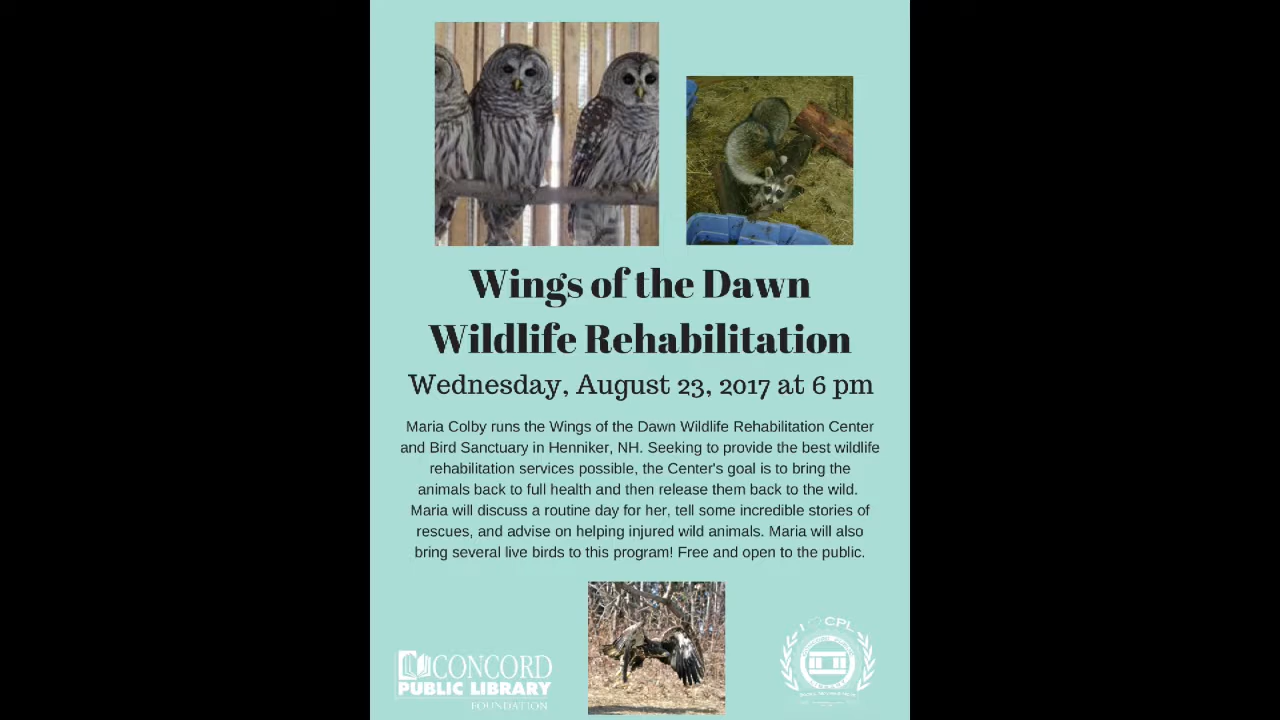 Wings of the Dawn
Wildlife Rehabilitation
Wednesday, August 23, 2017 at 6 pm
Maria Colby runs the Wings of the Dawn Wildlife Rehabilitation Center
and Bird Sanctuary in Henniker, NH. Seeking to provide the best wildlife
rehabilitation services possible, the Center's goal is to bring the
animals back to full health and then release them back to the wild.
Maria will discuss a routine day for her, tell some incredible stories of
rescues, and advise on helping injured wild animals. Maria will also
bring several live birds to this program! Free and open to the public.
CONCORD
PUBLIC LIBRARY
FOUNDATION
I ♡ CPL